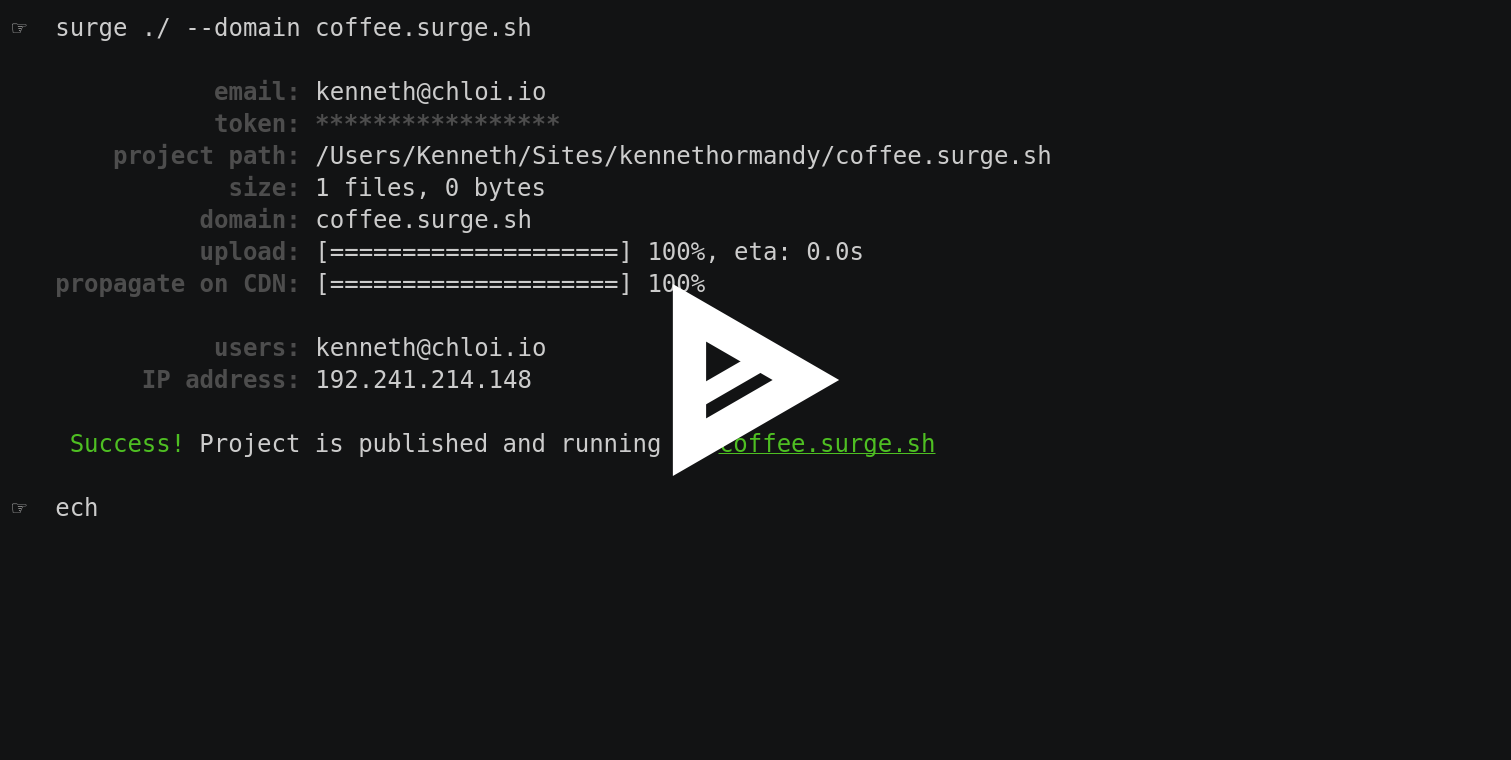 ☞ surge ./ --domain coffee.surge.sh
email: kenneth@chloi.io
token: *****************
project path: /Users/Kenneth/Sites/kennethormandy/coffee.surge.sh
size: 1 files, 0 bytes
domain: coffee.surge.sh
upload: [====================] 100%, eta: 0.0s
propagate on CDN: [====================] 100%
users: kenneth@chloi.io
IP address: 192.241.214.148
Success! Project is published and running coffee.surge.sh
☞ ech